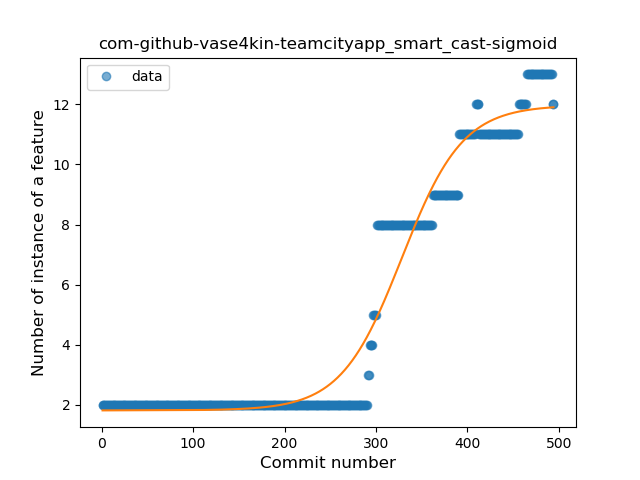 com-github-vase4kin-teamcityapp_smart_cast-sigmoid
data
Number of instance of a feature
12
10
8
6
4
2
0 100 200 300 400 500
Commit number